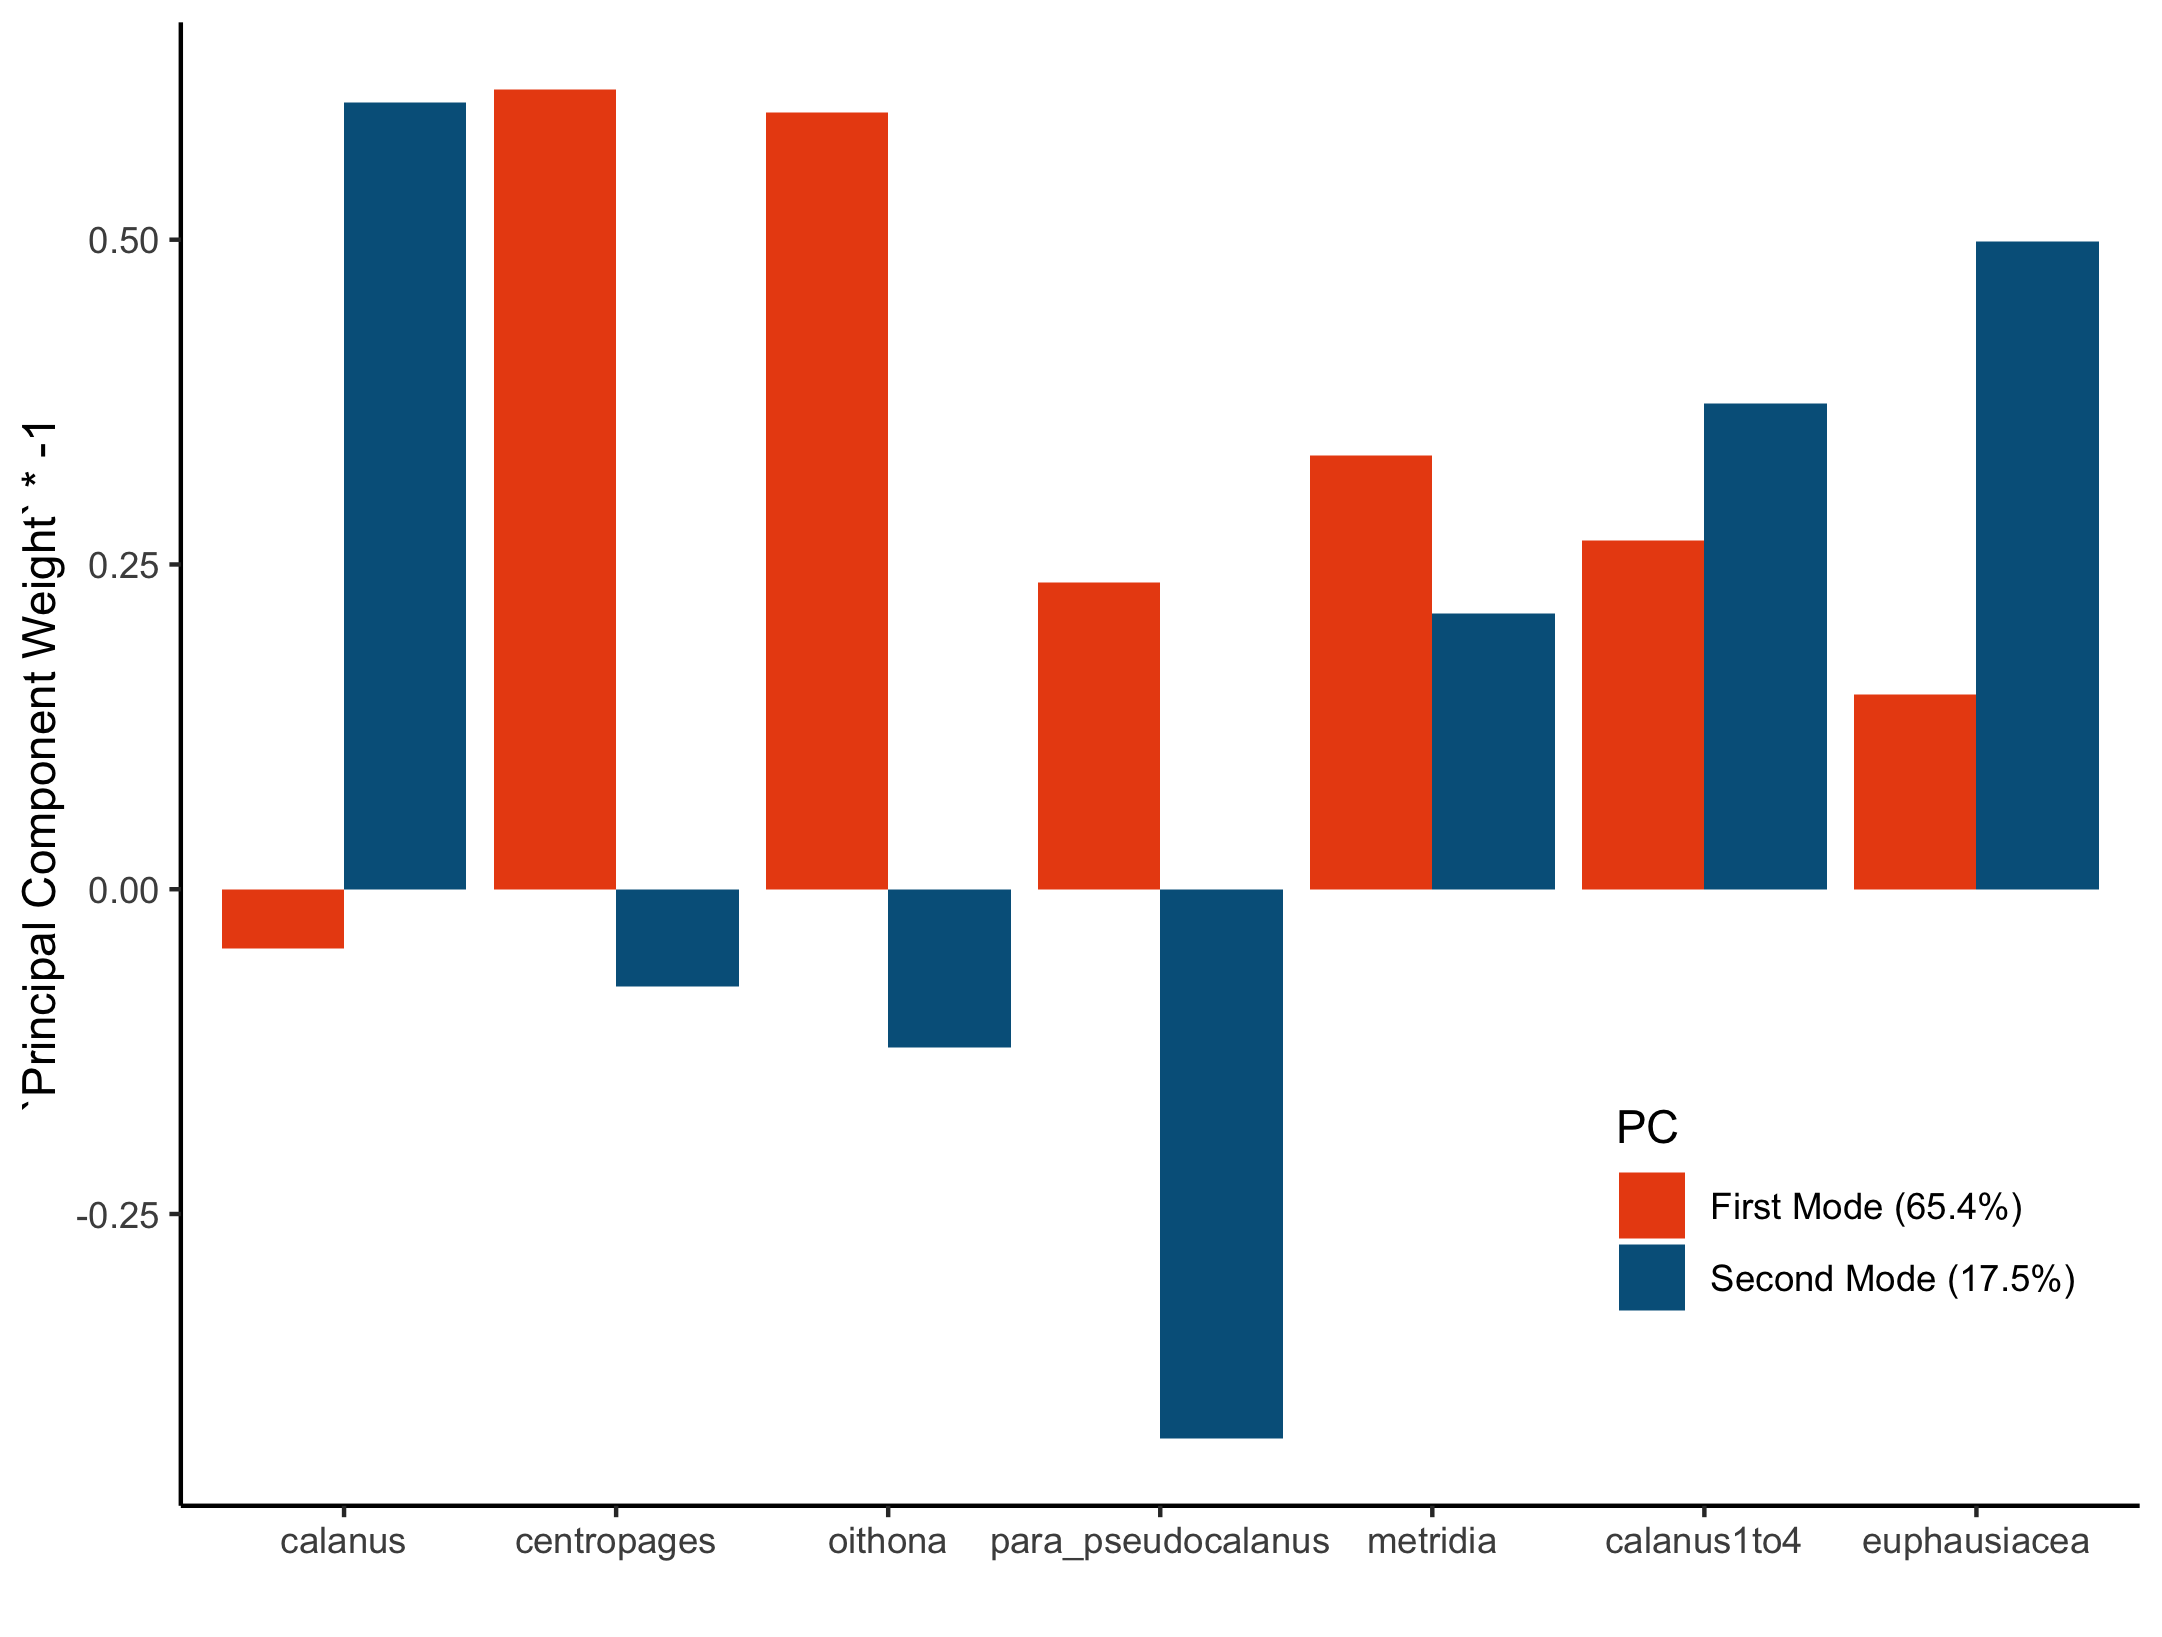 `Principal Component Weight` * -1
0.50
0.25
0.00
-0.25
PC
First Mode (65.4%)
Second Mode (17.5%)
calanus
centropages
oithona
para_pseudocalanus
metridia
calanus1to4
euphausiacea